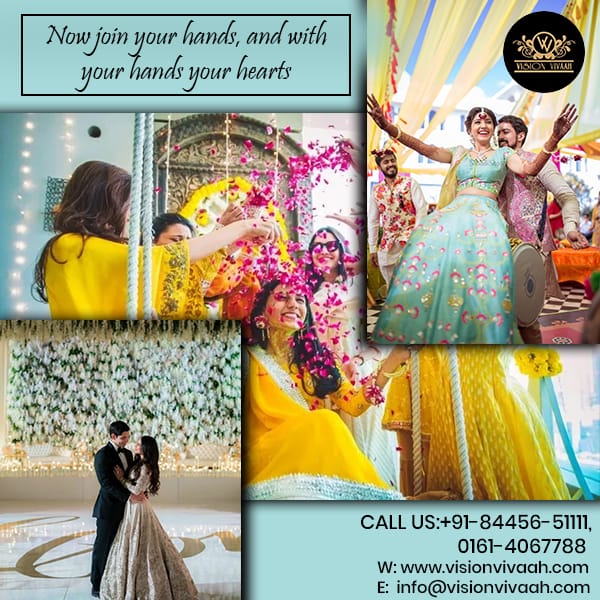 Now join your hands, and with
your hands your hearts
W
VISION VIVAAH
CALL US:+91-84456-51111,
0161-4067788
W: www.visionvivaah.com
E: info@visionvivaah.com